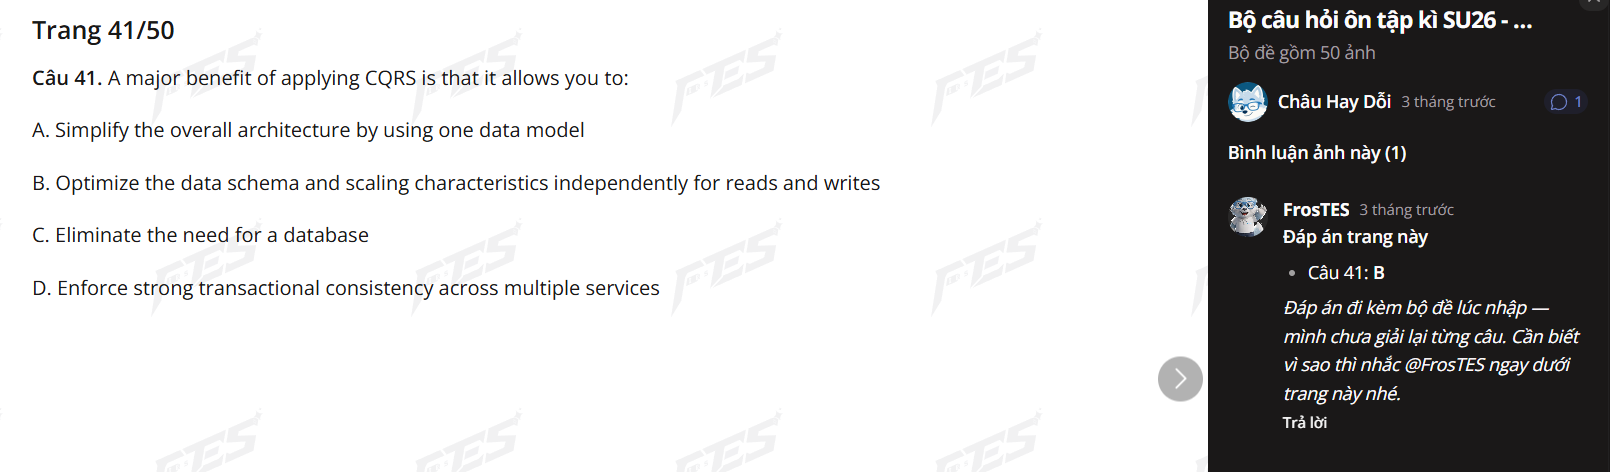 Trang 41/50
Câu 41. A major benefit of applying CQRS is that it allows you to:
A. Simplify the overall architecture by using one data model
B. Optimize the data schema and scaling characteristics independently for reads and writes
C. Eliminate the need for a database
D. Enforce strong transactional consistency across multiple services
Bộ câu hỏi ôn tập kì SU26 - ...
Bộ đề gồm 50 ảnh
Châu Hay Dỗi 3 tháng trước 1
Bình luận ảnh này (1)
FrosTES 3 tháng trước
Đáp án trang này
• Câu 41: B
Đáp án đi kèm bộ đề lúc nhập —
mình chưa giải lại từng câu. Cần biết
vì sao thì nhắc @FrosTES ngay dưới
trang này nhé.
Trả lời
FTES